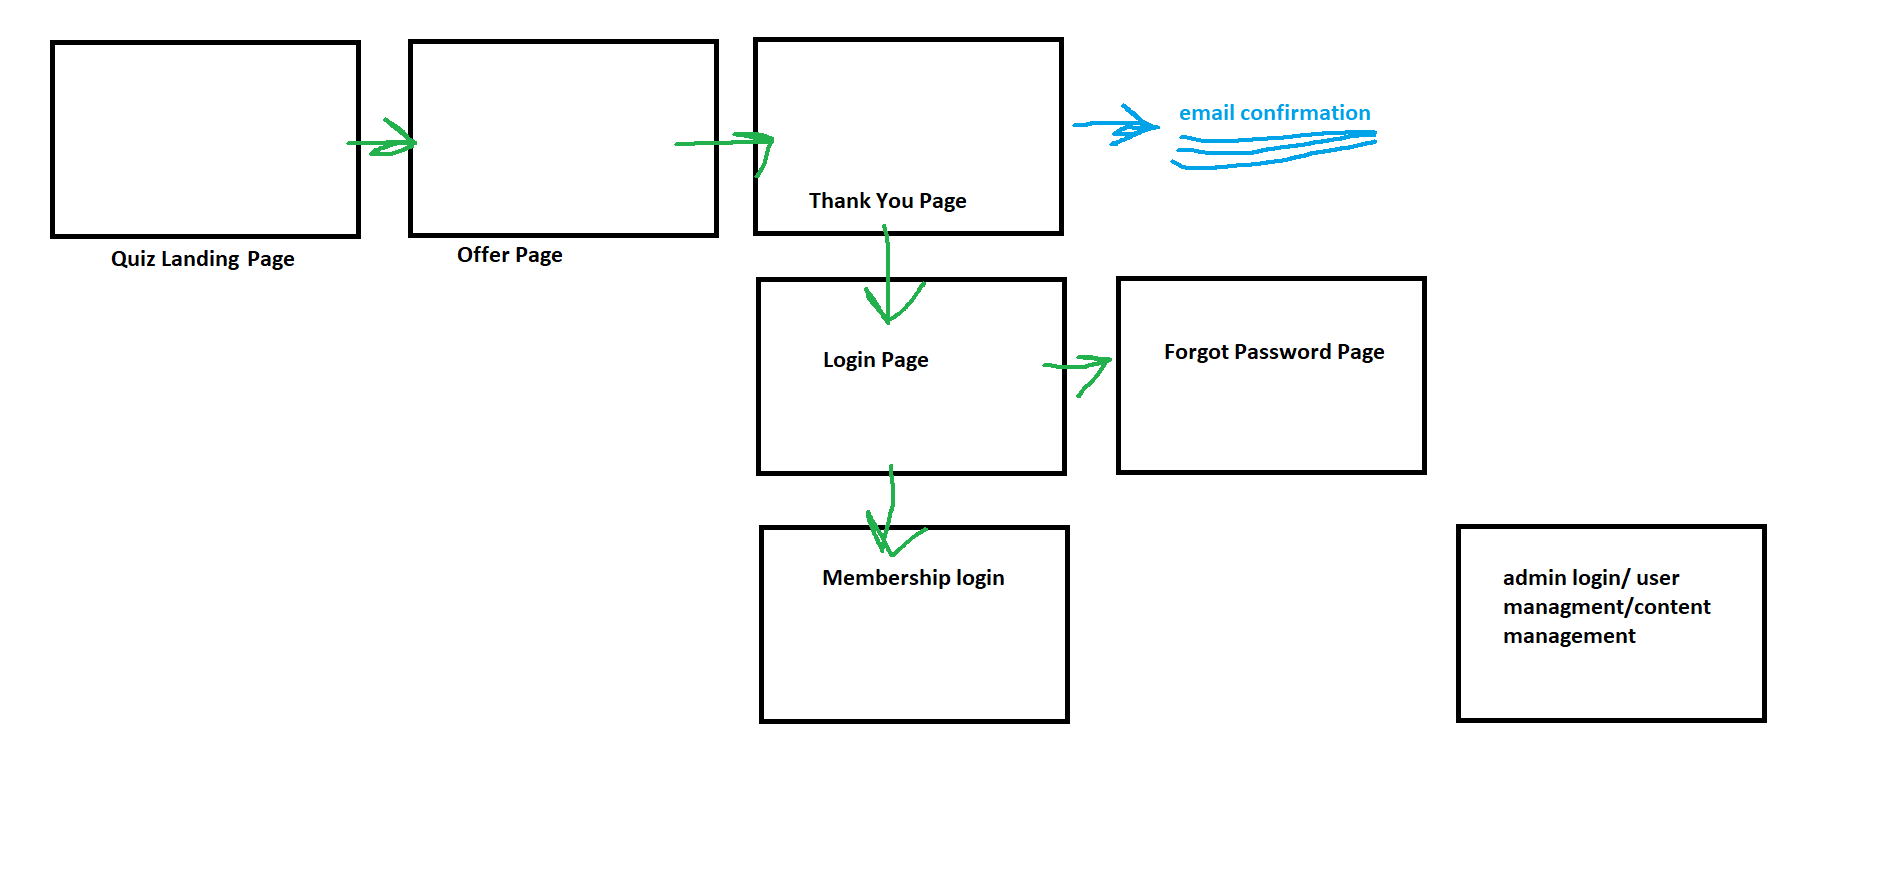 email confirmation
Thank You Page
Quiz Landing Page
Offer Page
Login Page
Forgot Password Page
Membership login
admin login/ user
managment/content
management